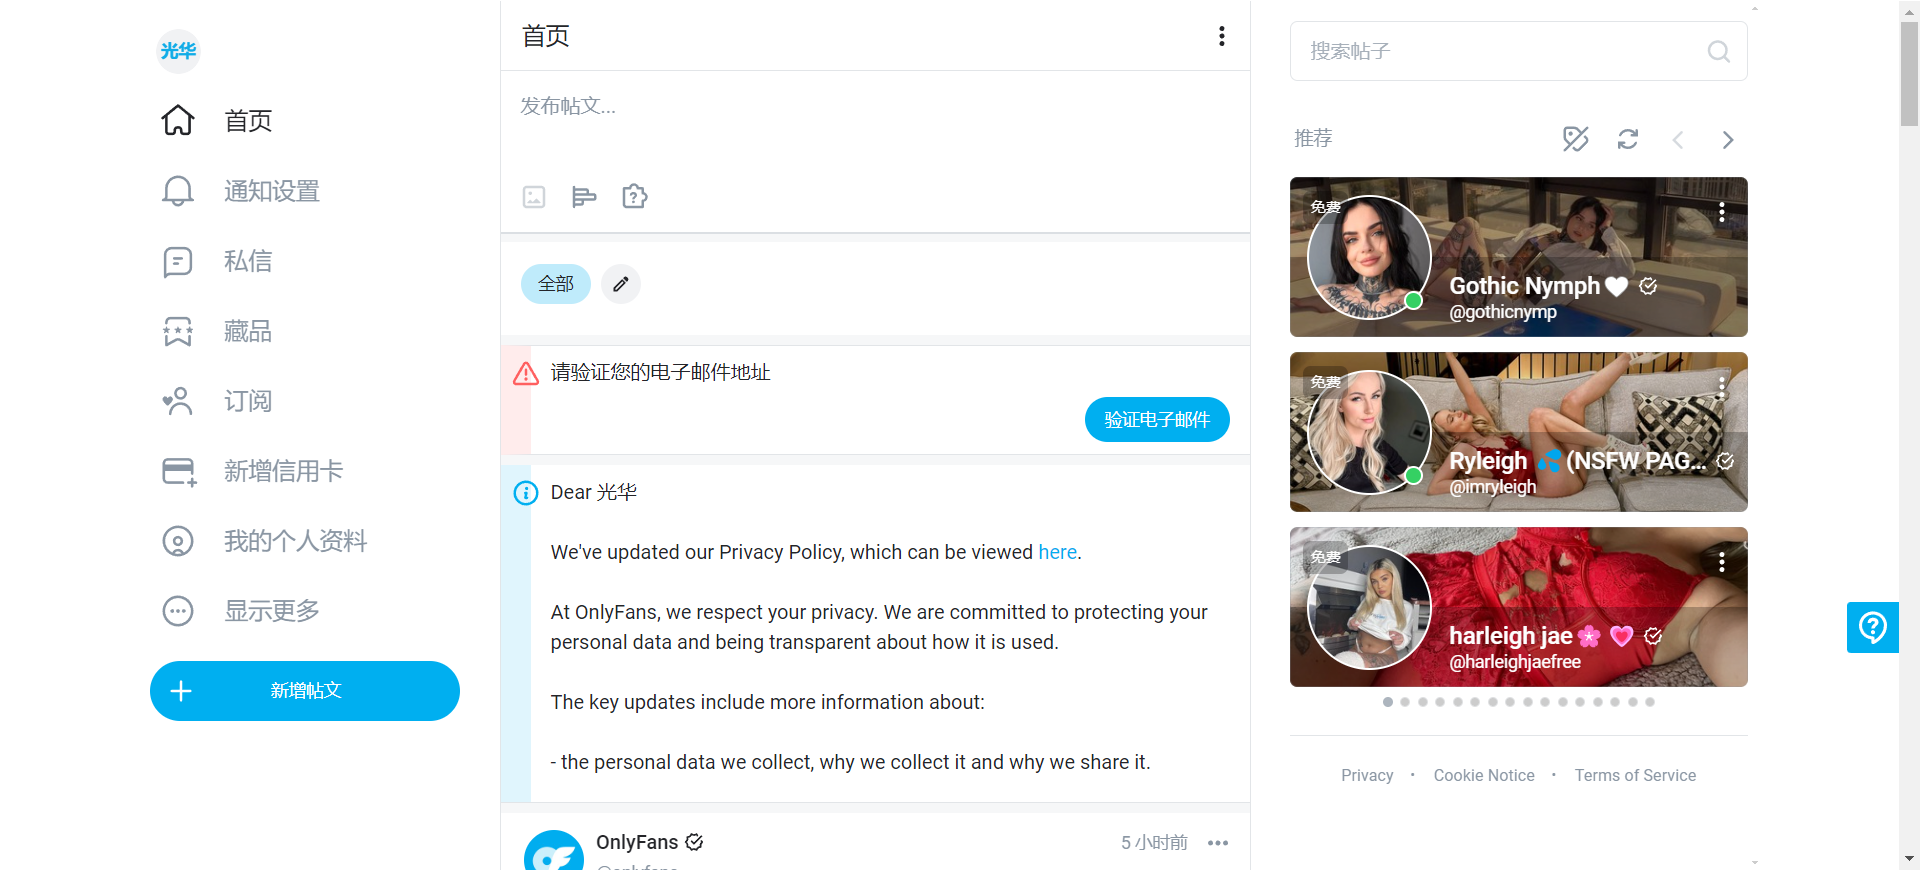 光华
首页
通知设置
私信
藏品
订阅
新增信用卡
我的个人资料
显示更多
新增帖文
首页
发布帖文...
全部
请验证您的电子邮件地址
验证电子邮件
Dear 光华
We've updated our Privacy Policy, which can be viewed here.
At OnlyFans, we respect your privacy. We are committed to protecting your
personal data and being transparent about how it is used.
The key updates include more information about:
- the personal data we collect, why we collect it and why we share it.
OnlyFans
5 小时前
@onlyfans
搜索帖子
推荐
免费
Gothic Nymph🤍
@gothicnymp
免费
Ryleigh 💦 (NSFW PAG...
@imryleigh
免费
harleigh jae🌸 💗
@harleighjaefree
Privacy • Cookie Notice • Terms of Service